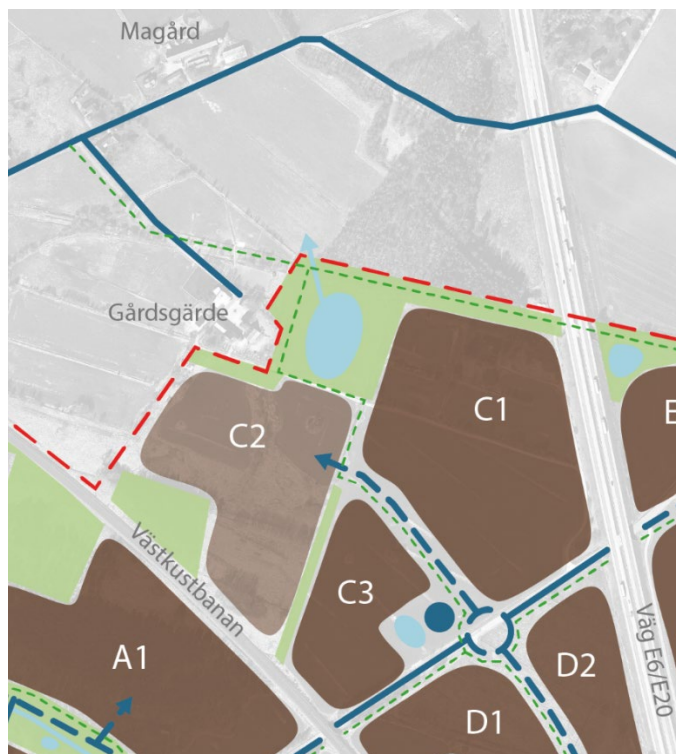 Magård
Gårdsgärde
C1
C2
E
Västkustbanan
C3
A1
D2
D1
Väg E6/E20